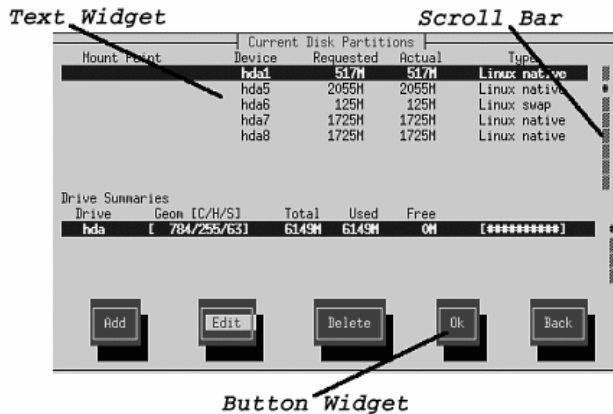 Text Widget Scroll Bar
Current Disk Partitions
Mount Point Device Requested Actual Type
hda1 517M 517M Linux native
hda5 2055M 2055M Linux native
hda6 125M 125M Linux swap
hda7 1725M 1725M Linux native
hda8 1725M 1725M Linux native
Drive Summaries
Drive Geom [C/H/S] Total Used Free
hda [ 784/255/63] 6149M 6149M 0M [##########]
Add Edit Delete Ok Back
Button Widget